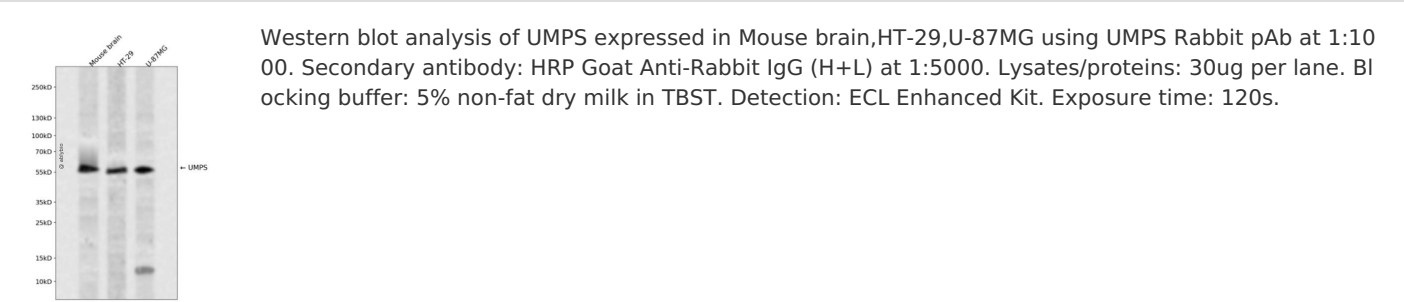 Western blot analysis of UMPS expressed in Mouse brain,HT-29,U-87MG using UMPS Rabbit pAb at 1:10
00. Secondary antibody: HRP Goat Anti-Rabbit IgG (H+L) at 1:5000. Lysates/proteins: 30ug per lane. Bl
ocking buffer: 5% non-fat dry milk in TBST. Detection: ECL Enhanced Kit. Exposure time: 120s.
Mouse brain
HT-29
U-87MG
250kD
130kD
100kD
70kD
55kD
35kD
25kD
15kD
10kD
← UMPS